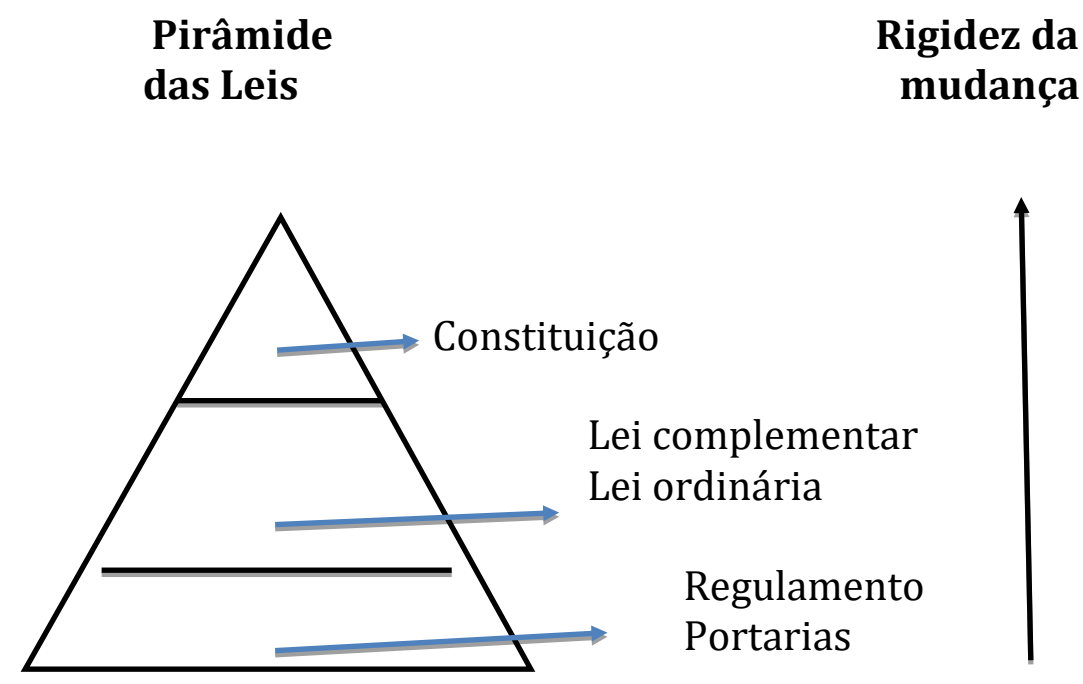 Pirâmide
das Leis
Rigidez da
mudança
Constituição
Lei complementar
Lei ordinária
Regulamento
Portarias